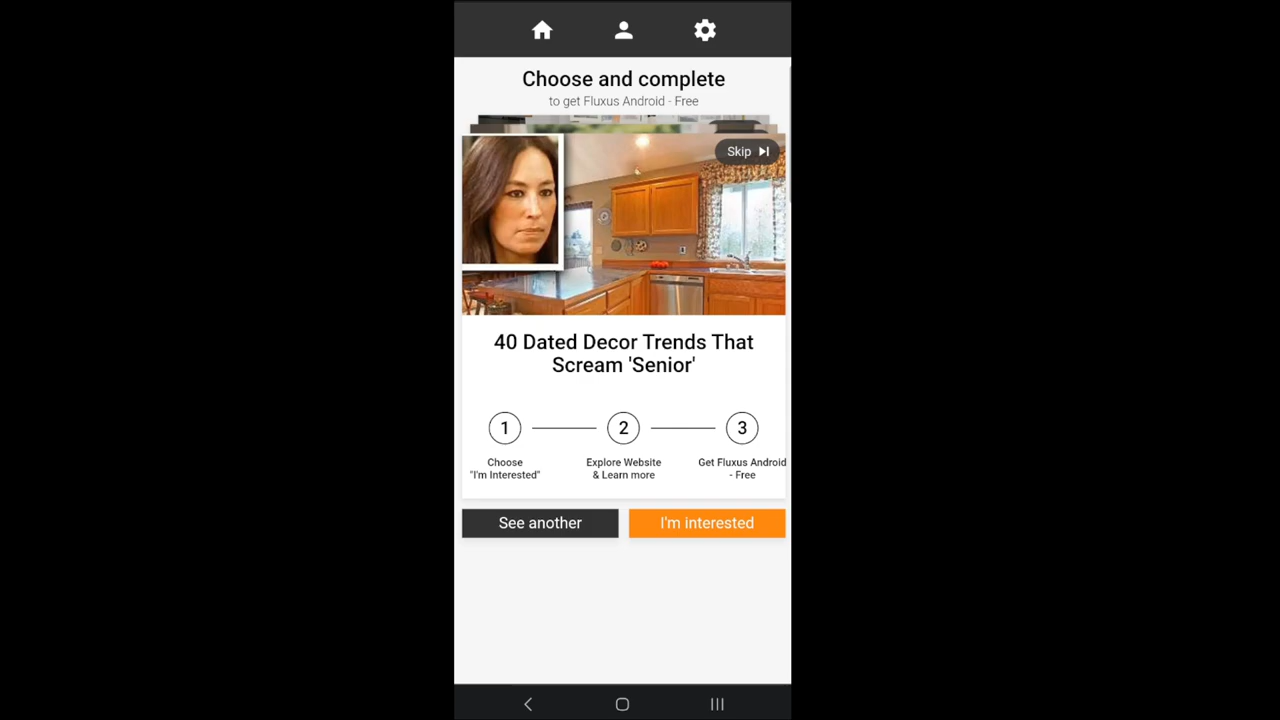 Choose and complete
to get Fluxus Android - Free
Skip
40 Dated Decor Trends That
Scream 'Senior'
1
2
3
Choose
"I'm Interested"
Explore Website
& Learn more
Get Fluxus Android
- Free
See another
I'm interested